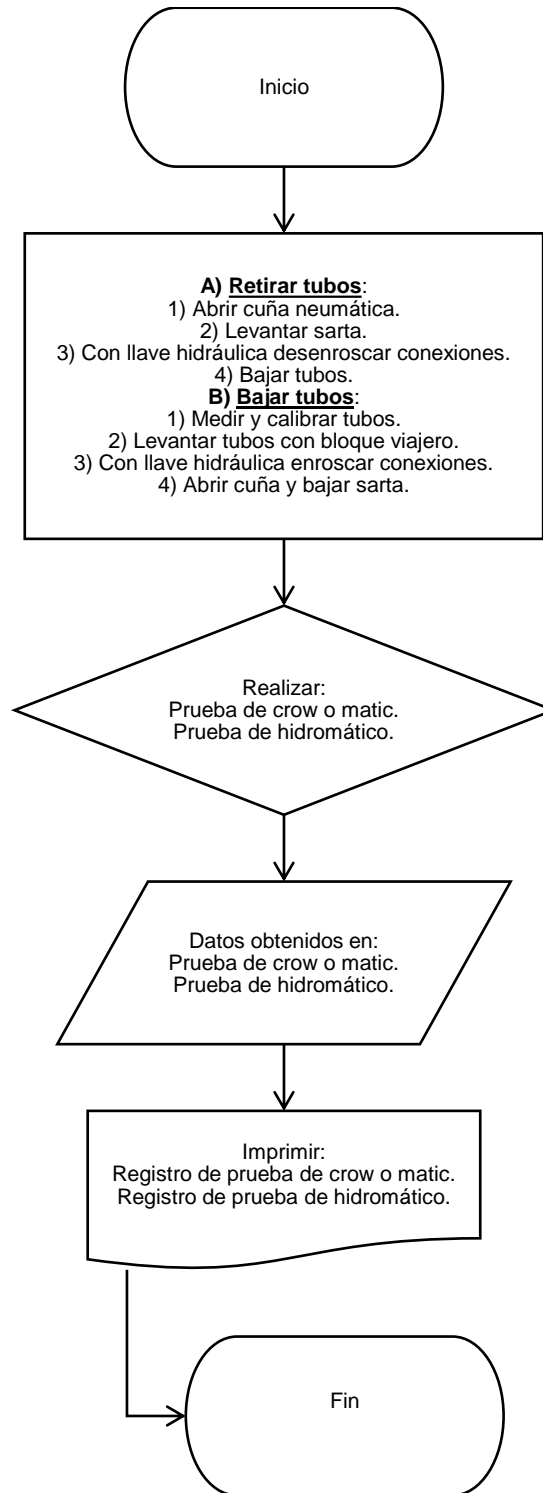 Inicio
A) Retirar tubos:
1) Abrir cuña neumática.
2) Levantar sarta.
3) Con llave hidráulica desenroscar conexiones.
4) Bajar tubos.
B) Bajar tubos:
1) Medir y calibrar tubos.
2) Levantar tubos con bloque viajero.
3) Con llave hidráulica enroscar conexiones.
4) Abrir cuña y bajar sarta.
Realizar:
Prueba de crow o matic.
Prueba de hidromático.
Datos obtenidos en:
Prueba de crow o matic.
Prueba de hidromático.
Imprimir:
Registro de prueba de crow o matic.
Registro de prueba de hidromático.
Fin